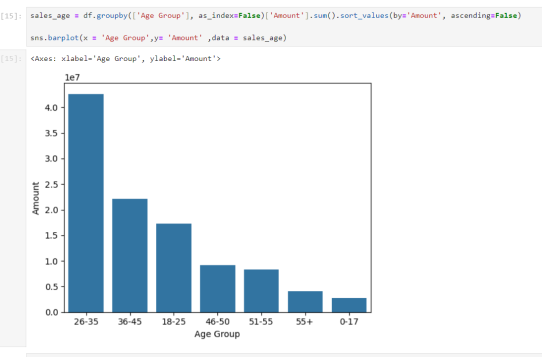 [15]: sales_age = df.groupby(['Age Group'], as_index=False)['Amount'].sum().sort_values(by='Amount', ascending=False)
sns.barplot(x = 'Age Group',y= 'Amount' ,data = sales_age)
[15]: <Axes: xlabel='Age Group', ylabel='Amount'>
1e7
4.0
3.5
3.0
2.5
2.0
1.5
1.0
0.5
0.0
Amount
26-35 36-45 18-25 46-50 51-55 55+ 0-17
Age Group